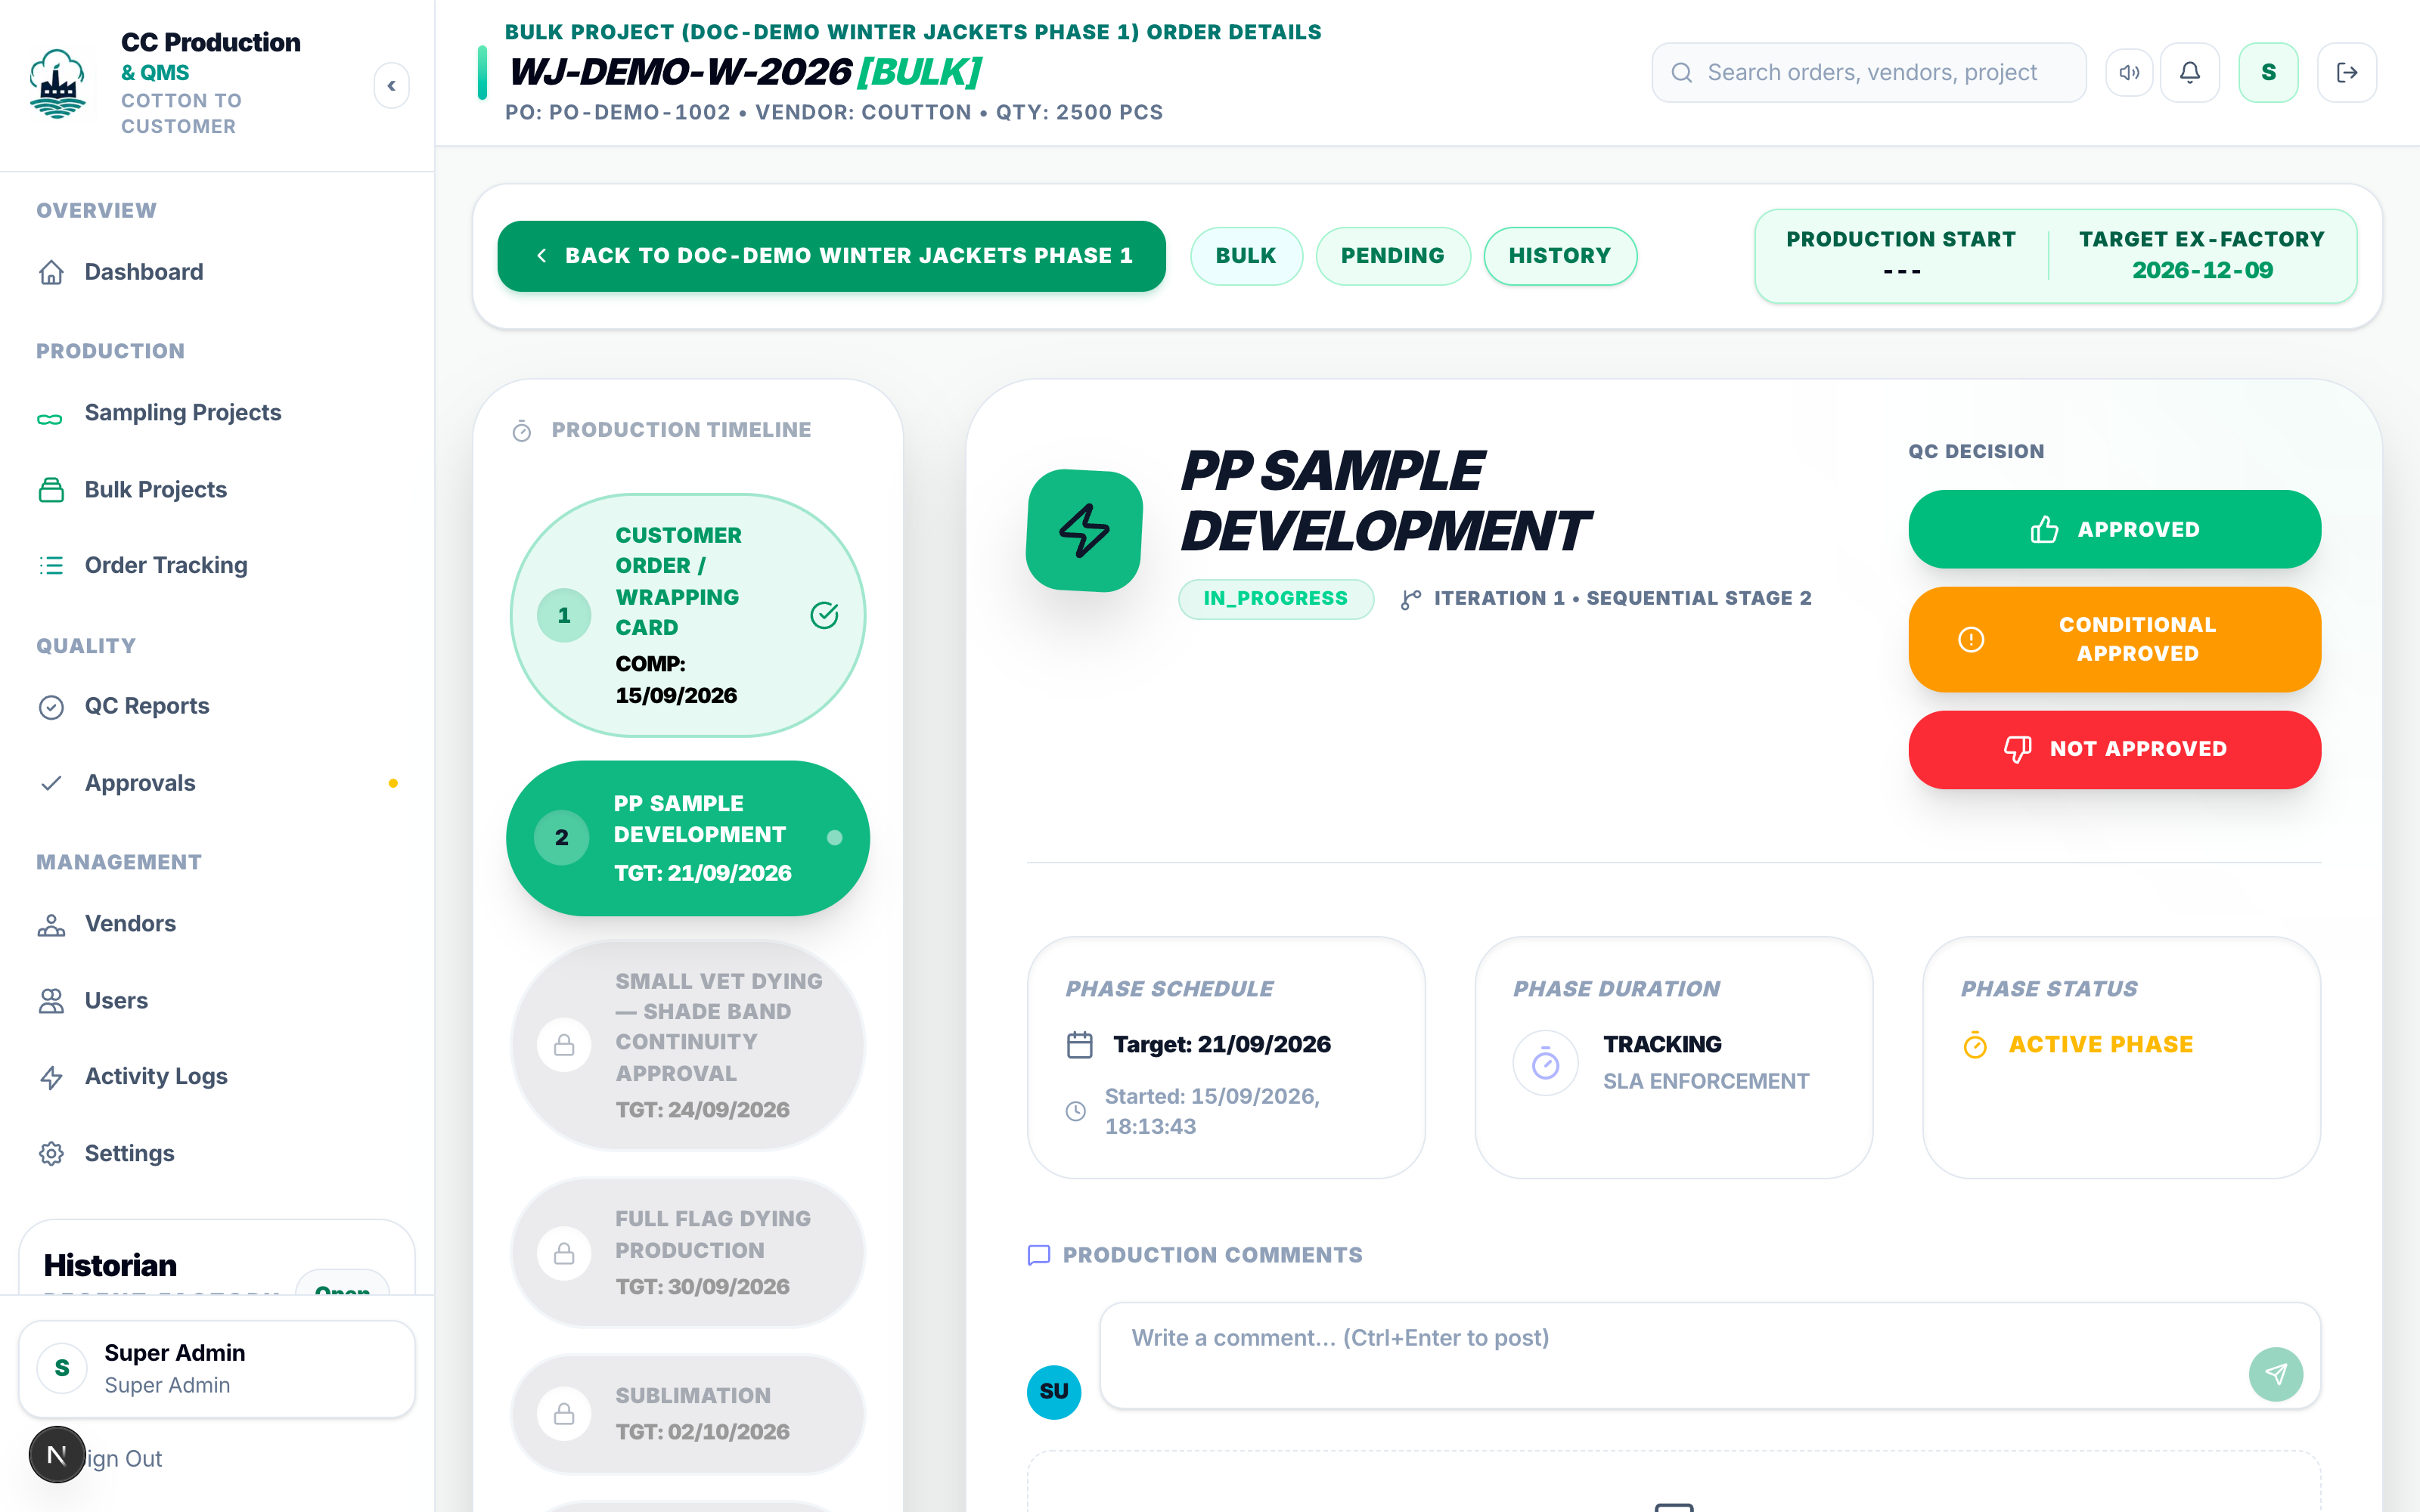 CC Production
& QMS
COTTON TO
CUSTOMER
‹
OVERVIEW
Dashboard
PRODUCTION
Sampling Projects
Bulk Projects
Order Tracking
QUALITY
QC Reports
Approvals
MANAGEMENT
Vendors
Users
Activity Logs
Settings
Historian
Open
S
Super Admin
Super Admin
N
ign Out
BULK PROJECT (DOC-DEMO WINTER JACKETS PHASE 1) ORDER DETAILS
WJ-DEMO-W-2026 [BULK]
PO: PO-DEMO-1002 • VENDOR: COUTTON • QTY: 2500 PCS
Search orders, vendors, project
S
BACK TO DOC-DEMO WINTER JACKETS PHASE 1
BULK
PENDING
HISTORY
PRODUCTION START
---
TARGET EX-FACTORY
2026-12-09
PRODUCTION TIMELINE
1
CUSTOMER
ORDER /
WRAPPING
CARD
COMP:
15/09/2026
2
PP SAMPLE
DEVELOPMENT
TGT: 21/09/2026
SMALL VET DYING
— SHADE BAND
CONTINUITY
APPROVAL
TGT: 24/09/2026
FULL FLAG DYING
PRODUCTION
TGT: 30/09/2026
SUBLIMATION
TGT: 02/10/2026
PP SAMPLE
DEVELOPMENT
IN_PROGRESS
ITERATION 1 • SEQUENTIAL STAGE 2
QC DECISION
APPROVED
CONDITIONAL
APPROVED
NOT APPROVED
PHASE SCHEDULE
Target: 21/09/2026
Started: 15/09/2026,
18:13:43
PHASE DURATION
TRACKING
SLA ENFORCEMENT
PHASE STATUS
ACTIVE PHASE
PRODUCTION COMMENTS
SU
Write a comment... (Ctrl+Enter to post)